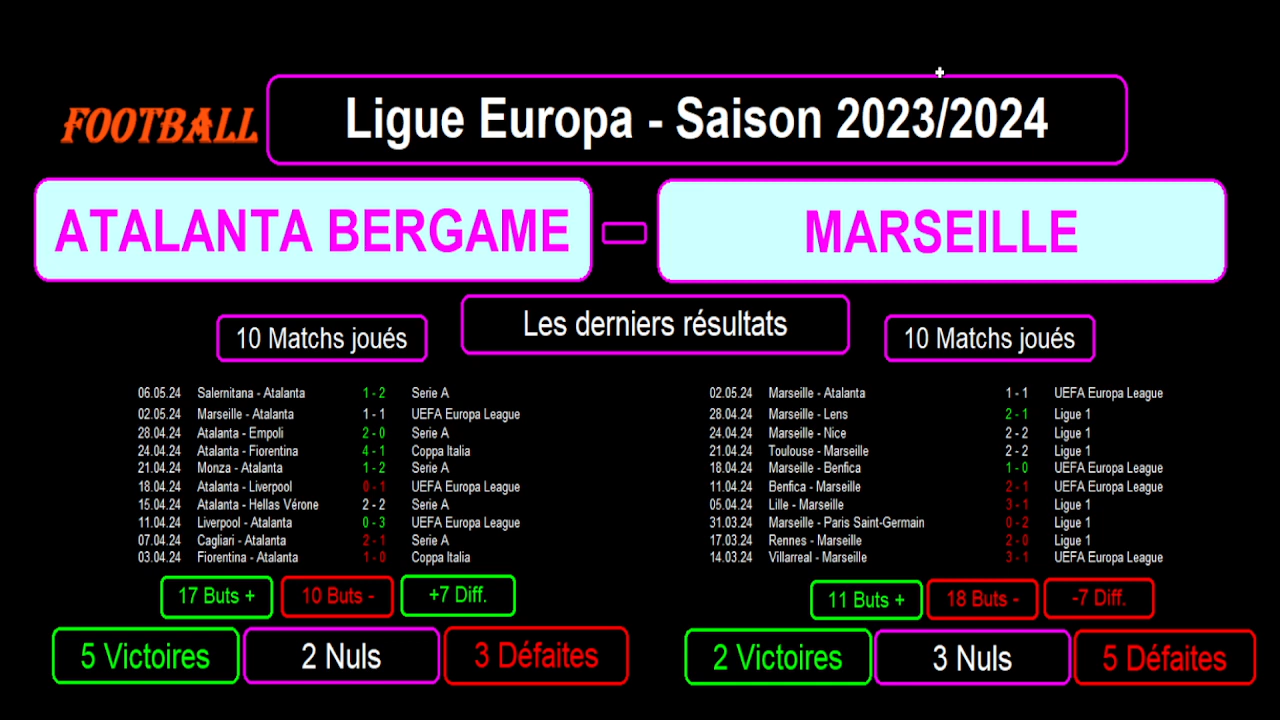 FOOTBALL
Ligue Europa - Saison 2023/2024
ATALANTA BERGAME - MARSEILLE
Les derniers résultats
10 Matchs joués
10 Matchs joués
06.05.24 Salernitana - Atalanta 1 - 2 Serie A
02.05.24 Marseille - Atalanta 1 - 1 UEFA Europa League
28.04.24 Atalanta - Empoli 2 - 0 Serie A
24.04.24 Atalanta - Fiorentina 4 - 1 Coppa Italia
21.04.24 Monza - Atalanta 1 - 2 Serie A
18.04.24 Atalanta - Liverpool 0 - 1 UEFA Europa League
15.04.24 Atalanta - Hellas Vérone 2 - 2 Serie A
11.04.24 Liverpool - Atalanta 0 - 3 UEFA Europa League
07.04.24 Cagliari - Atalanta 2 - 1 Serie A
03.04.24 Fiorentina - Atalanta 1 - 0 Coppa Italia
17 Buts + 10 Buts - +7 Diff.
5 Victoires 2 Nuls 3 Défaites
02.05.24 Marseille - Atalanta 1 - 1 UEFA Europa League
28.04.24 Marseille - Lens 2 - 1 Ligue 1
24.04.24 Marseille - Nice 2 - 2 Ligue 1
21.04.24 Toulouse - Marseille 2 - 2 Ligue 1
18.04.24 Marseille - Benfica 1 - 0 UEFA Europa League
11.04.24 Benfica - Marseille 2 - 1 UEFA Europa League
05.04.24 Lille - Marseille 3 - 1 Ligue 1
31.03.24 Marseille - Paris Saint-Germain 0 - 2 Ligue 1
17.03.24 Rennes - Marseille 2 - 0 Ligue 1
14.03.24 Villarreal - Marseille 3 - 1 UEFA Europa League
11 Buts + 18 Buts - -7 Diff.
2 Victoires 3 Nuls 5 Défaites